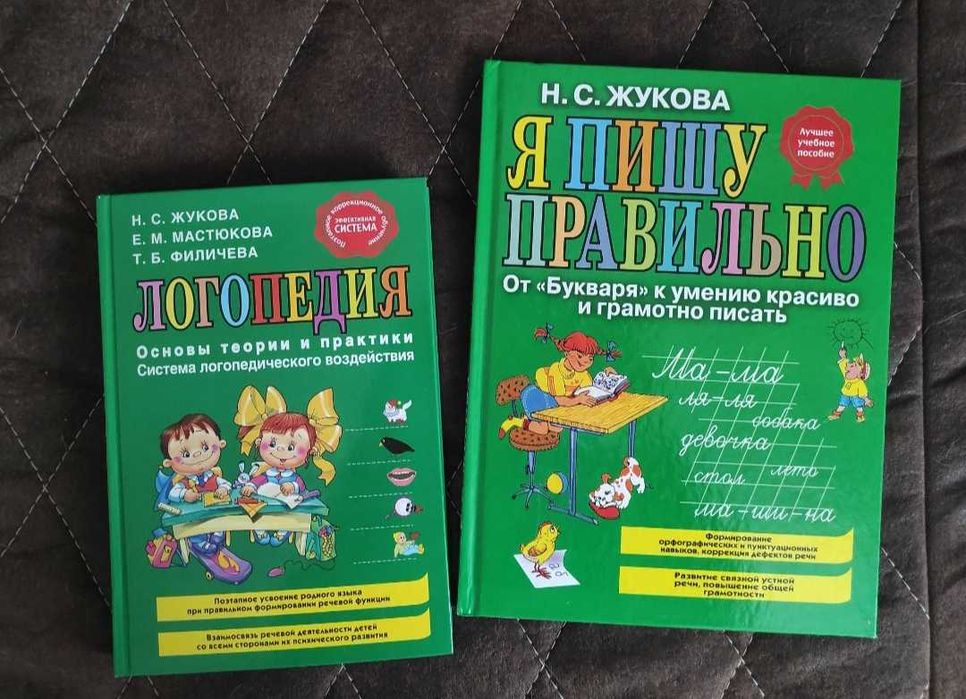 Н. С. ЖУКОВА
Е. М. МАСТЮКОВА
Т. Б. ФИЛИЧЕВА
Поэтапное коррекционное обучение
ЭФФЕКТИВНАЯ
СИСТЕМА
ЛОГОПЕДИЯ
Основы теории и практики
Система логопедического воздействия
Поэтапное усвоение родного языка
при правильном формировании речевой функции
Взаимосвязь речевой деятельности детей
со всеми сторонами их психического развития
Н. С. ЖУКОВА
Я ПИШУ
ПРАВИЛЬНО
Лучшее
учебное
пособие
От «Букваря» к умению красиво
и грамотно писать
Ма-ма
ля-ля
собака
девочка
лето
стол
ма-ши-на
Формирование
орфографических и пунктуационных
навыков, коррекция дефектов речи
Развитие связной устной
речи, повышение общей
грамотности